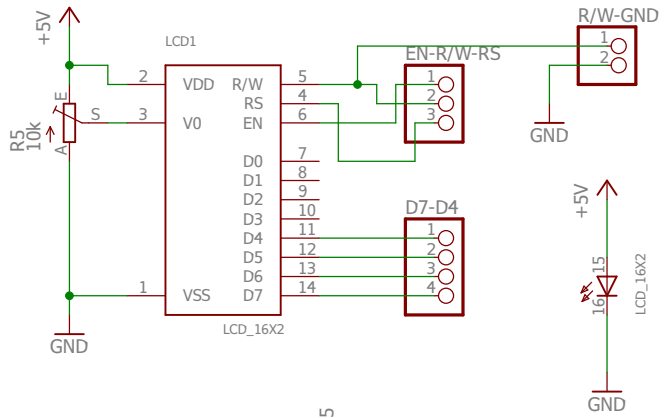 +5V
LCD1
R/W-GND
1
2
EN-R/W-RS
1
2
3
2 VDD R/W 5
RS 4
3 V0 EN 6
E
S
A
R5
10k
D0 7
D1 8
D2 9
D3 10
D4 11
D5 12
D6 13
1 VSS D7 14
D7-D4
1
2
3
4
GND
LCD_16X2
GND
+5V
15
16
LCD_16X2
GND
5